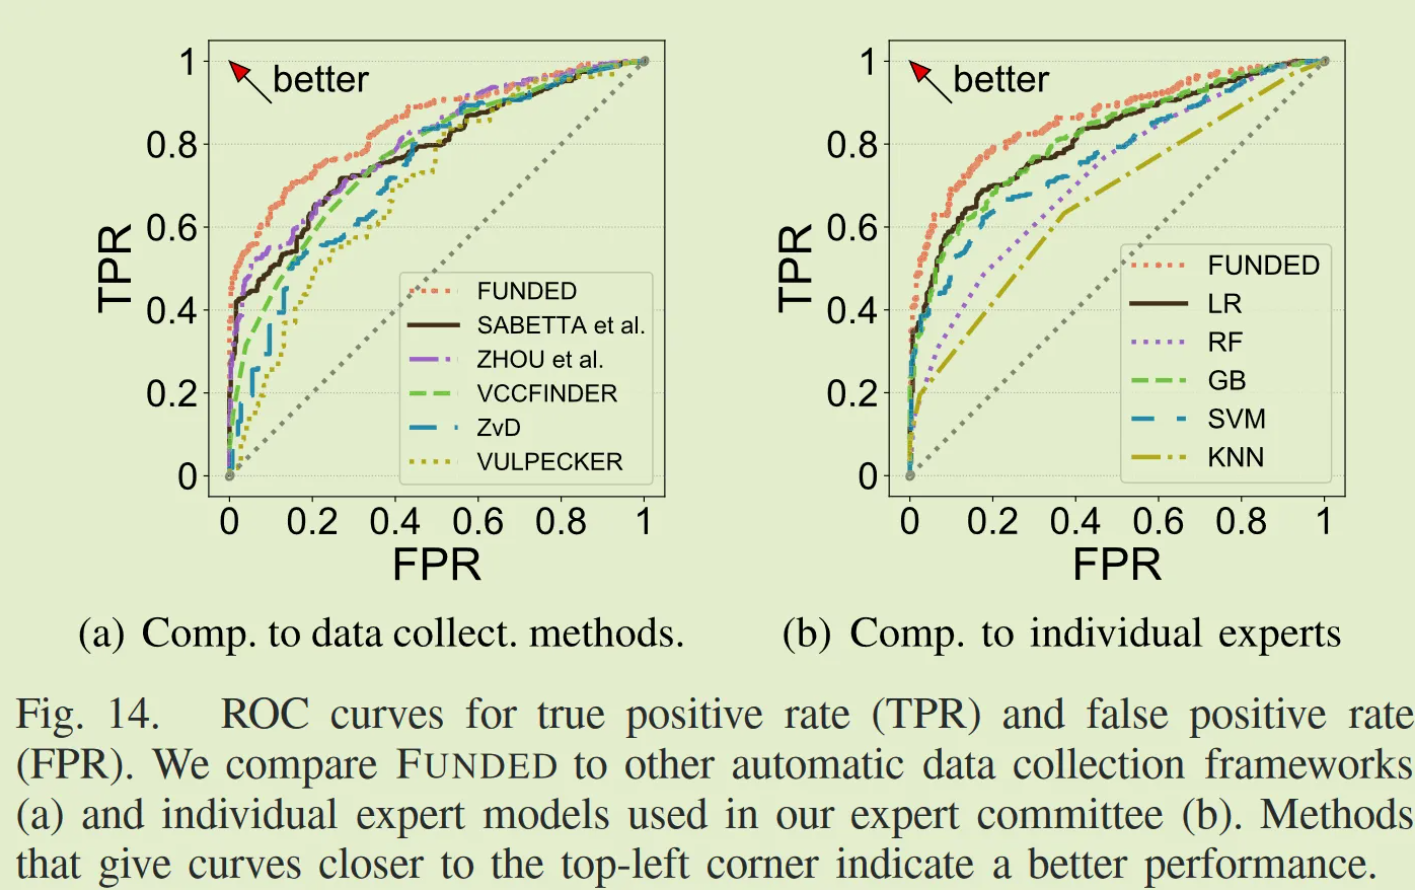 1
better
0.8
0.6
TPR
0.4
0.2
0
FUNDED
SABETTA et al.
ZHOU et al.
VCCFINDER
ZvD
VULPECKER
0 0.2 0.4 0.6 0.8 1
FPR
(a) Comp. to data collect. methods.
1
better
0.8
0.6
TPR
0.4
0.2
0
FUNDED
LR
RF
GB
SVM
KNN
0 0.2 0.4 0.6 0.8 1
FPR
(b) Comp. to individual experts
Fig. 14. ROC curves for true positive rate (TPR) and false positive rate
(FPR). We compare FUNDED to other automatic data collection frameworks
(a) and individual expert models used in our expert committee (b). Methods
that give curves closer to the top-left corner indicate a better performance.